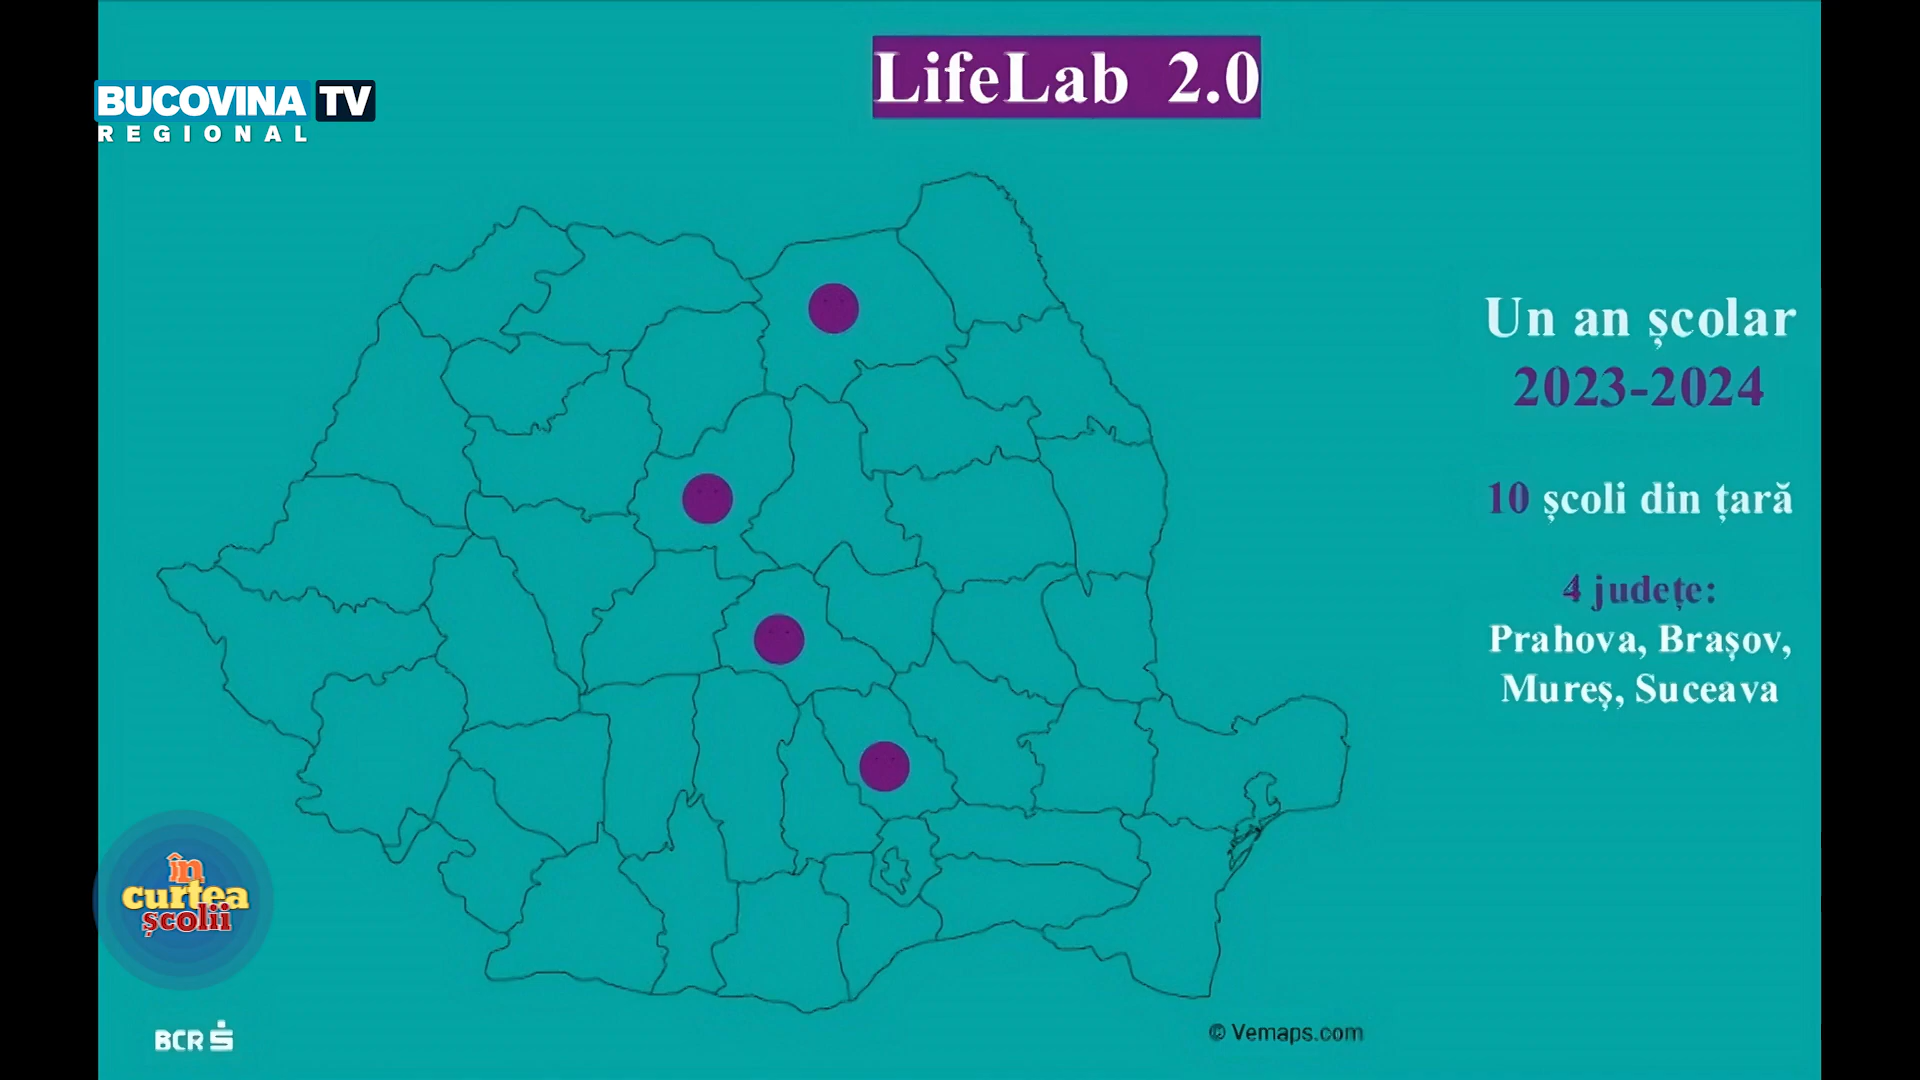 LifeLab 2.0
BUCOVINA TV
REGIONAL
Un an școlar
2023-2024
10 școli din țară
4 județe:
Prahova, Brașov,
Mureș, Suceava
în
curtea
școlii
BCR
© Vemaps.com